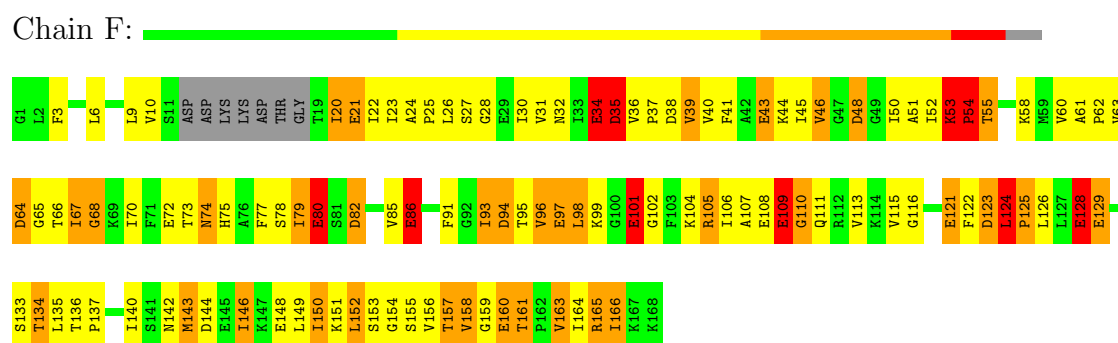 Chain F:
G1 L2 F3 L6 L9 V10 S11 ASP ASP LYS LYS ASP THR GLY T19 I20 E21 I22 I23 A24 P25 L26 S27 G28 E29 I30 V31 N32 I33 E34 D35 V36 P37 D38 V39 V40 F41 A42 E43 K44 I45 V46 G47 D48 G49 I50 A51 I52 K53 P54 T55 K58 M59 V60 A61 P62 V63
D64 G65 T66 I67 G68 K69 I70 F71 E72 T73 N74 H75 A76 F77 S78 I79 E80 S81 D82 V85 E86 F91 G92 I93 D94 T95 V96 E97 L98 K99 G100 E101 G102 F103 K104 R105 I106 A107 E108 E109 G110 Q111 R112 V113 K114 V115 G116 E121 F122 D123 L124 P125 L126 L127 E128 E129
S133 T134 L135 T136 P137 I140 S141 N142 M143 D144 E145 I146 K147 E148 L149 I150 K151 L152 S153 G154 S155 V156 T157 V158 G159 E160 T161 P162 V163 I164 R165 I166 K167 K168